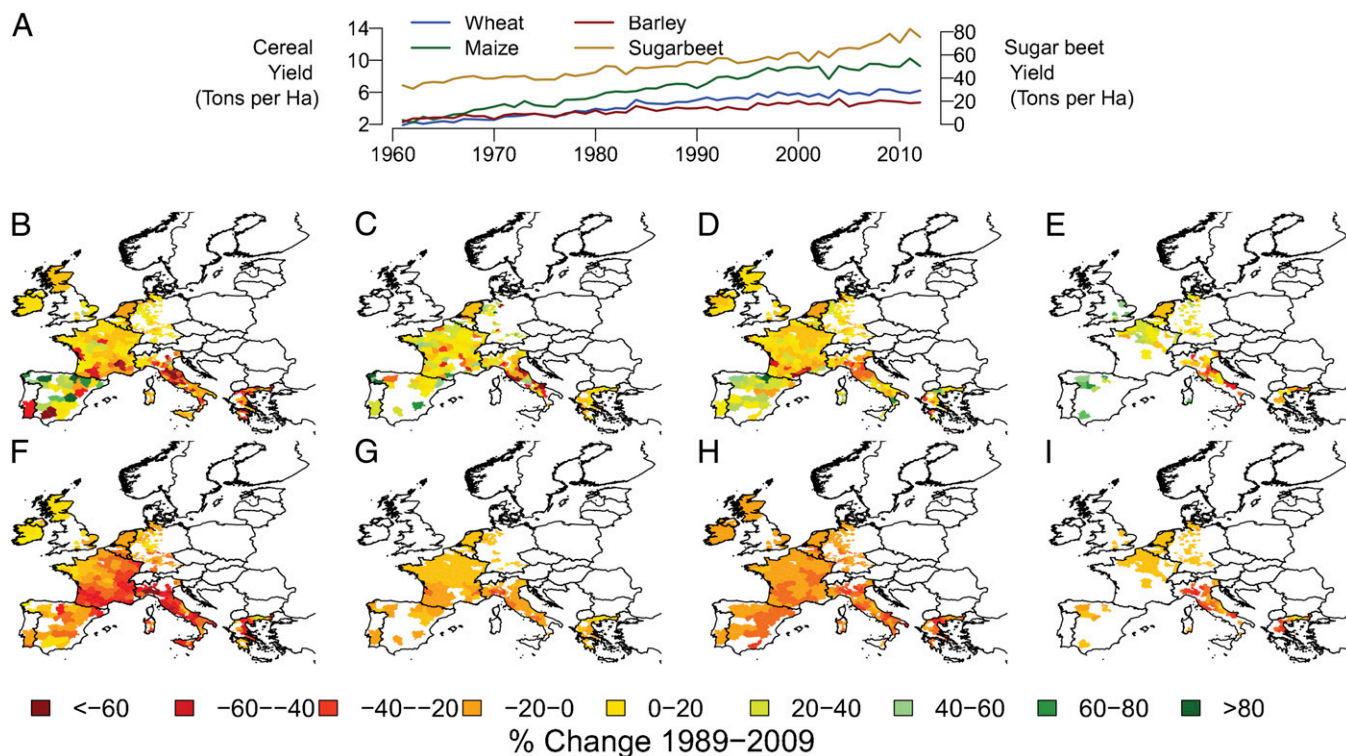 A
Cereal
Yield
(Tons per Ha)
14
10
6
2
Wheat
Maize
Barley
Sugarbeet
80
60
40
20
0
Sugar beet
Yield
(Tons per Ha)
1960 1970 1980 1990 2000 2010
B C D E
F G H I
<−60 −60−−40 −40−−20 −20−0 0−20 20−40 40−60 60−80 >80
% Change 1989−2009